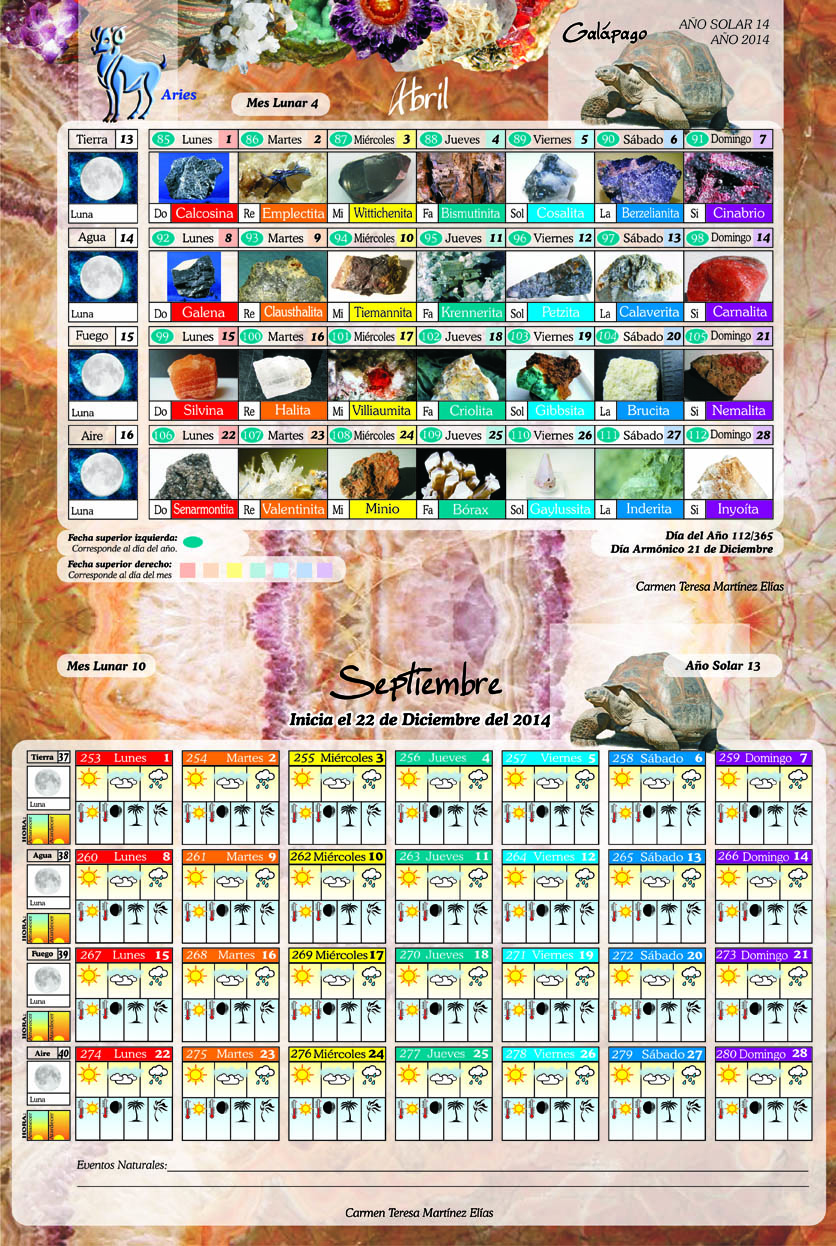 Galápago
AÑO SOLAR 14
AÑO 2014
Aries
Mes Lunar 4
Abril
Tierra 13 85 Lunes 1 86 Martes 2 87 Miércoles 3 88 Jueves 4 89 Viernes 5 90 Sábado 6 91 Domingo 7
Luna Do Calcosina Re Emplectita Mi Wittichenita Fa Bismutinita Sol Cosalita La Berzelianita Si Cinabrio
Agua 14 92 Lunes 8 93 Martes 9 94 Miércoles 10 95 Jueves 11 96 Viernes 12 97 Sábado 13 98 Domingo 14
Luna Do Galena Re Clausthalita Mi Tiemannita Fa Krennerita Sol Petzita La Calaverita Si Carnalita
Fuego 15 99 Lunes 15 100 Martes 16 101 Miércoles 17 102 Jueves 18 103 Viernes 19 104 Sábado 20 105 Domingo 21
Luna Do Silvina Re Halita Mi Villiaumita Fa Criolita Sol Gibbsita La Brucita Si Nemalita
Aire 16 106 Lunes 22 107 Martes 23 108 Miércoles 24 109 Jueves 25 110 Viernes 26 111 Sábado 27 112 Domingo 28
Luna Do Senarmontita Re Valentinita Mi Minio Fa Bórax Sol Gaylussita La Inderita Si Inyoíta
Fecha superior izquierda:
Corresponde al día del año.
Fecha superior derecho:
Corresponde al día del mes
Día del Año 112/365
Día Armónico 21 de Diciembre
Carmen Teresa Martínez Elías
Mes Lunar 10
Septiembre
Año Solar 13
Inicia el 22 de Diciembre del 2014
Tierra 37 253 Lunes 1 254 Martes 2 255 Miércoles 3 256 Jueves 4 257 Viernes 5 258 Sábado 6 259 Domingo 7
Luna
HORA: Amanecer Atardecer
Agua 38 260 Lunes 8 261 Martes 9 262 Miércoles 10 263 Jueves 11 264 Viernes 12 265 Sábado 13 266 Domingo 14
Luna
HORA: Amanecer Atardecer
Fuego 39 267 Lunes 15 268 Martes 16 269 Miércoles 17 270 Jueves 18 271 Viernes 19 272 Sábado 20 273 Domingo 21
Luna
HORA: Amanecer Atardecer
Aire 40 274 Lunes 22 275 Martes 23 276 Miércoles 24 277 Jueves 25 278 Viernes 26 279 Sábado 27 280 Domingo 28
Luna
HORA: Amanecer Atardecer
Eventos Naturales:
Carmen Teresa Martínez Elías